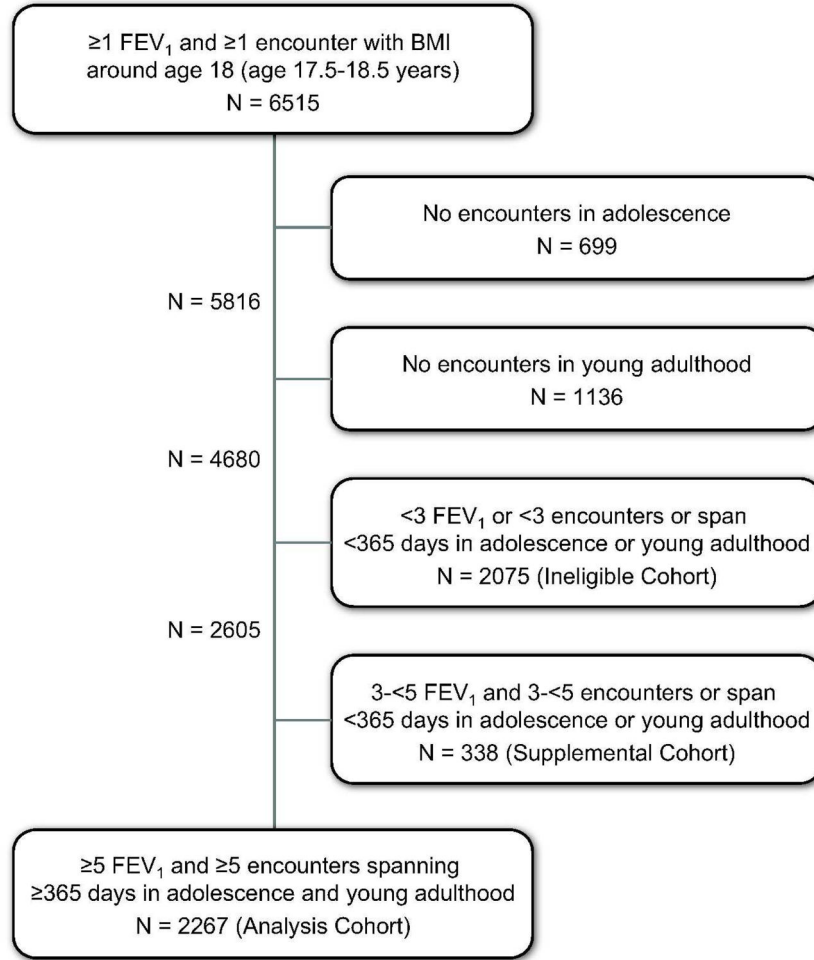 ≥1 FEV₁ and ≥1 encounter with BMI
around age 18 (age 17.5-18.5 years)
N = 6515
No encounters in adolescence
N = 699
N = 5816
No encounters in young adulthood
N = 1136
N = 4680
<3 FEV₁ or <3 encounters or span
<365 days in adolescence or young adulthood
N = 2075 (Ineligible Cohort)
N = 2605
3-<5 FEV₁ and 3-<5 encounters or span
<365 days in adolescence or young adulthood
N = 338 (Supplemental Cohort)
≥5 FEV₁ and ≥5 encounters spanning
≥365 days in adolescence and young adulthood
N = 2267 (Analysis Cohort)